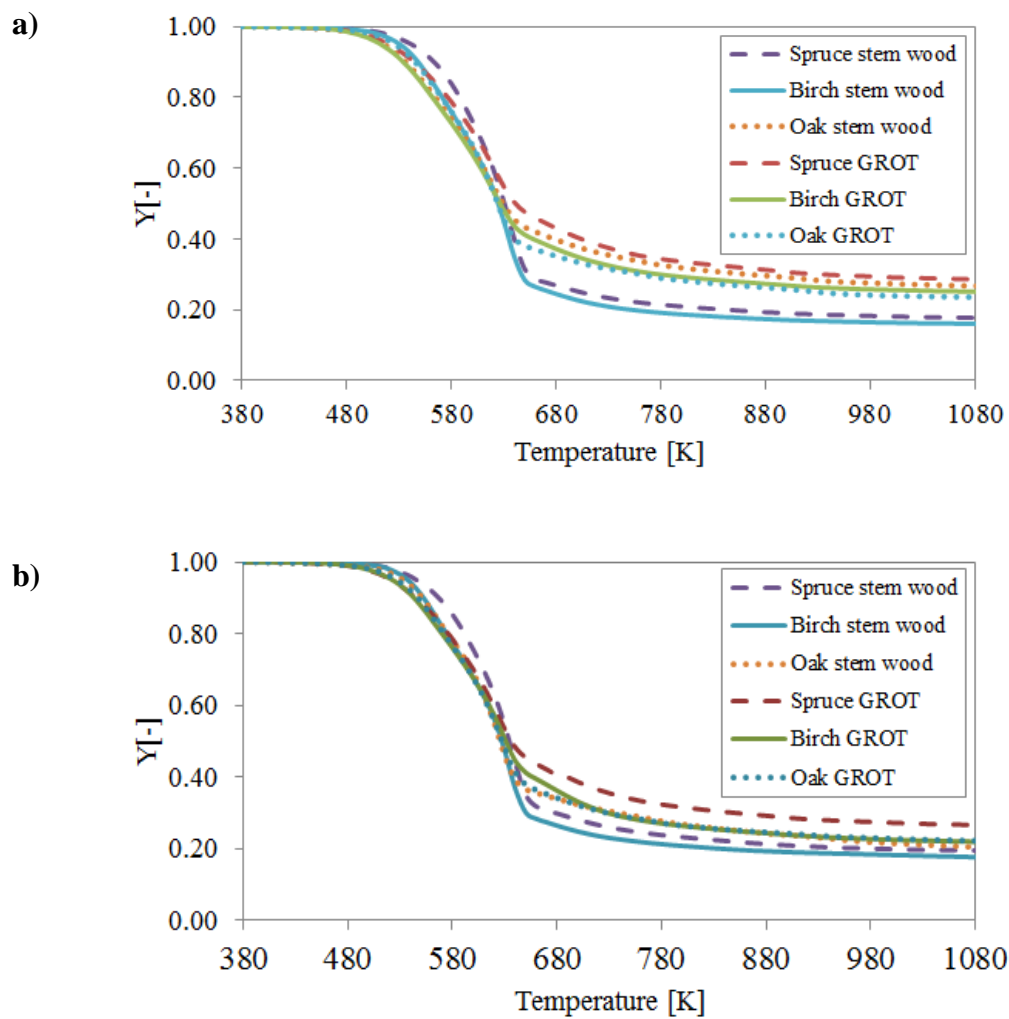 a)
1.00
0.80
0.60
0.40
0.20
0.00
Y[-]
380 480 580 680 780 880 980 1080
Temperature [K]
Spruce stem wood
Birch stem wood
Oak stem wood
Spruce GROT
Birch GROT
Oak GROT
b)
1.00
0.80
0.60
0.40
0.20
0.00
Y[-]
380 480 580 680 780 880 980 1080
Temperature [K]
Spruce stem wood
Birch stem wood
Oak stem wood
Spruce GROT
Birch GROT
Oak GROT